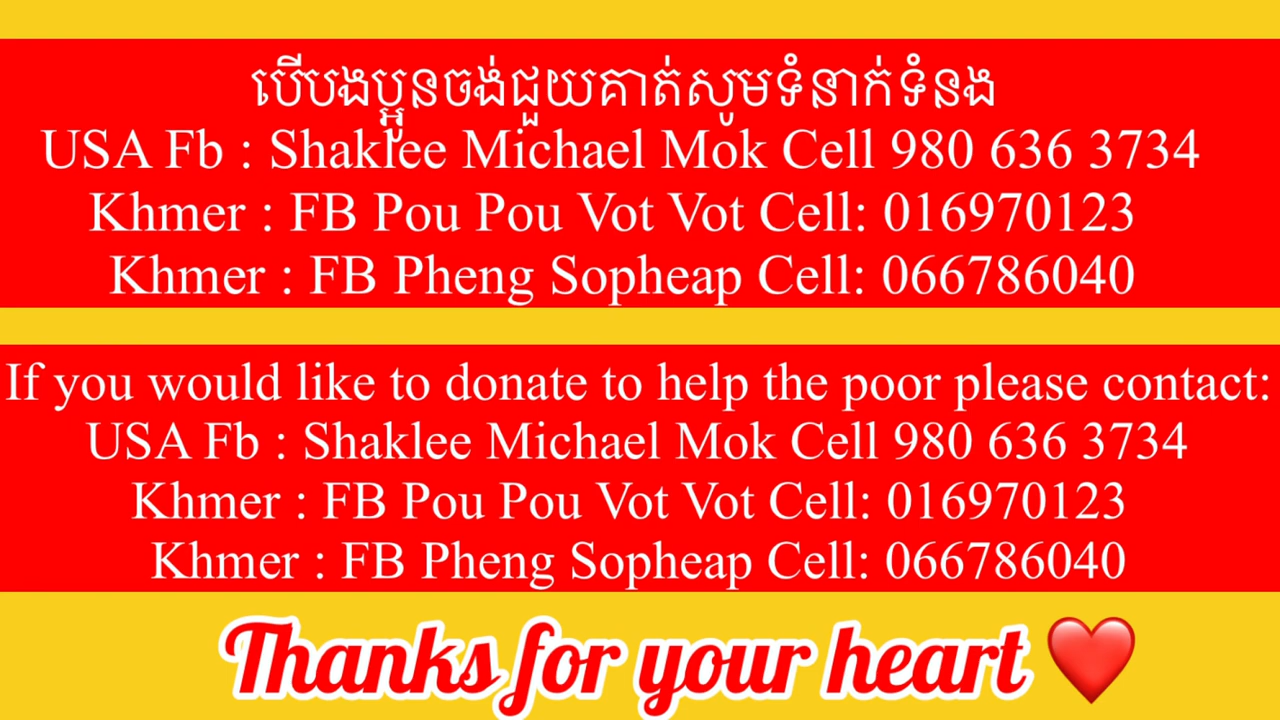 បើបងប្អូនចង់ជួយគាត់សូមទំនាក់ទំនង
USA Fb : Shaklee Michael Mok Cell 980 636 3734
Khmer : FB Pou Pou Vot Vot Cell: 016970123
Khmer : FB Pheng Sopheap Cell: 066786040
If you would like to donate to help the poor please contact:
USA Fb : Shaklee Michael Mok Cell 980 636 3734
Khmer : FB Pou Pou Vot Vot Cell: 016970123
Khmer : FB Pheng Sopheap Cell: 066786040
Thanks for your heart ❤️